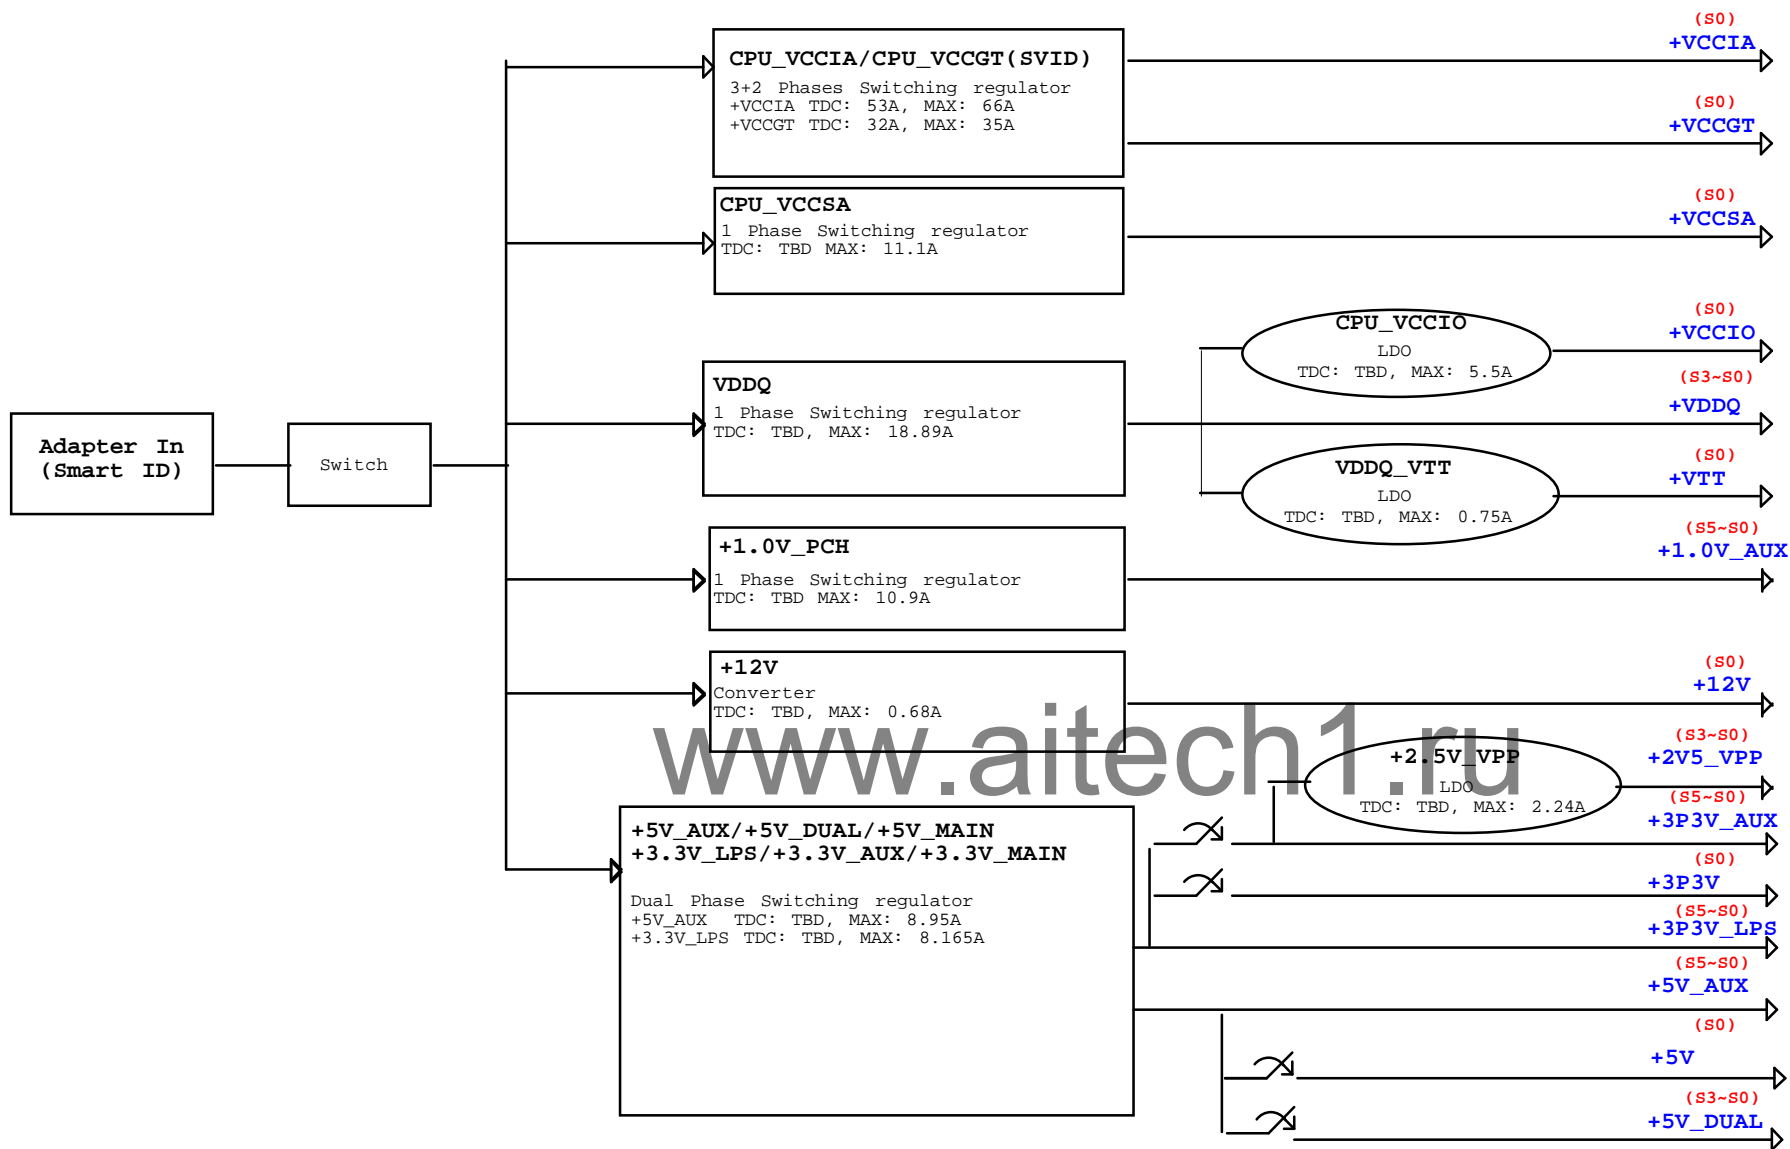 (S0)
+VCCIA
CPU_VCCIA/CPU_VCCGT(SVID)
3+2 Phases Switching regulator
+VCCIA TDC: 53A, MAX: 66A
+VCCGT TDC: 32A, MAX: 35A
(S0)
+VCCGT
CPU_VCCSA
1 Phase Switching regulator
TDC: TBD MAX: 11.1A
(S0)
+VCCSA
CPU_VCCIO
LDO
TDC: TBD, MAX: 5.5A
(S0)
+VCCIO
VDDQ
1 Phase Switching regulator
TDC: TBD, MAX: 18.89A
(S3~S0)
+VDDQ
Adapter In
(Smart ID)
Switch
VDDQ_VTT
LDO
TDC: TBD, MAX: 0.75A
(S0)
+VTT
+1.0V_PCH
1 Phase Switching regulator
TDC: TBD MAX: 10.9A
(S5~S0)
+1.0V_AUX
+12V
Converter
TDC: TBD, MAX: 0.68A
(S0)
+12V
www.aitech1.ru
+2.5V_VPP
LDO
TDC: TBD, MAX: 2.24A
(S3~S0)
+2V5_VPP
(S5~S0)
+3P3V_AUX
+5V_AUX/+5V_DUAL/+5V_MAIN
+3.3V_LPS/+3.3V_AUX/+3.3V_MAIN
Dual Phase Switching regulator
+5V_AUX TDC: TBD, MAX: 8.95A
+3.3V_LPS TDC: TBD, MAX: 8.165A
(S0)
+3P3V
(S5~S0)
+3P3V_LPS
(S5~S0)
+5V_AUX
(S0)
+5V
(S3~S0)
+5V_DUAL